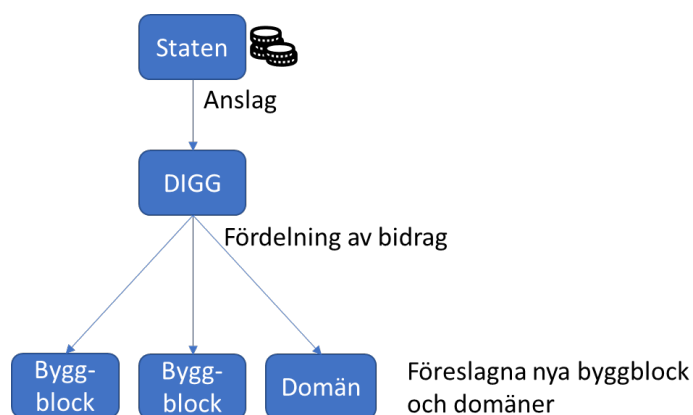 Staten
Anslag
DIGG
Fördelning av bidrag
Bygg-
block
Bygg-
block
Domän
Föreslagna nya byggblock
och domäner